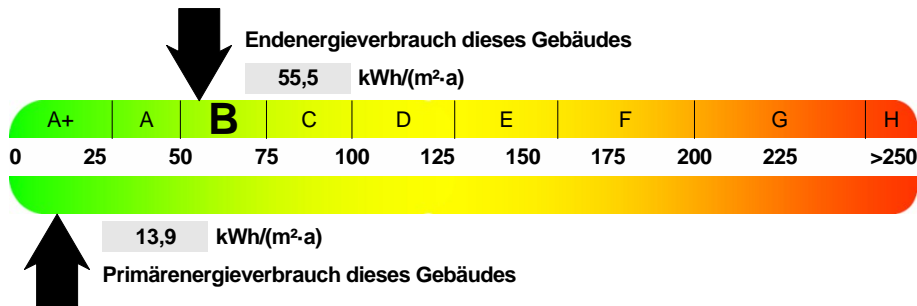 Endenergieverbrauch dieses Gebäudes
55,5 kWh/(m²·a)
A+ A B C D E F G H
0 25 50 75 100 125 150 175 200 225 >250
13,9 kWh/(m²·a)
Primärenergieverbrauch dieses Gebäudes